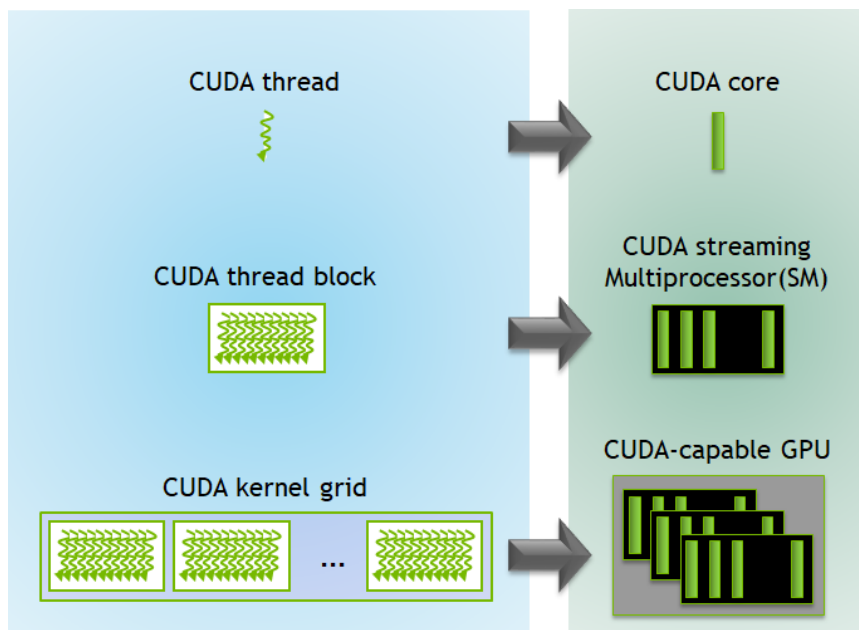 CUDA thread
CUDA core
CUDA thread block
CUDA streaming
Multiprocessor(SM)
CUDA kernel grid
...
CUDA-capable GPU